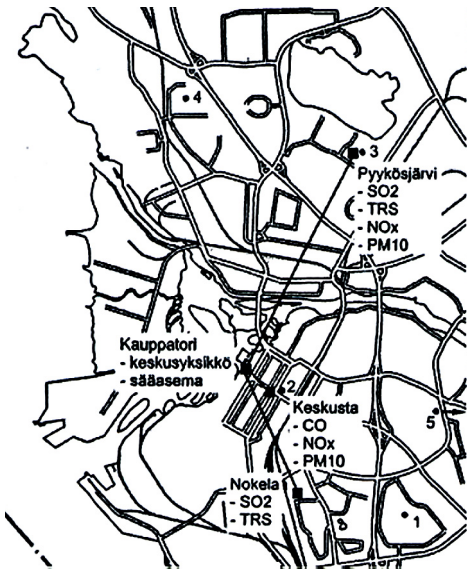 4
3
Pyykösjärvi
- SO2
- TRS
- NOx
- PM10
Kauppatori
- keskusyksikkö
- sääasema
2
Keskusta
- CO
- NOx
- PM10
5
Nokela
- SO2
- TRS
1